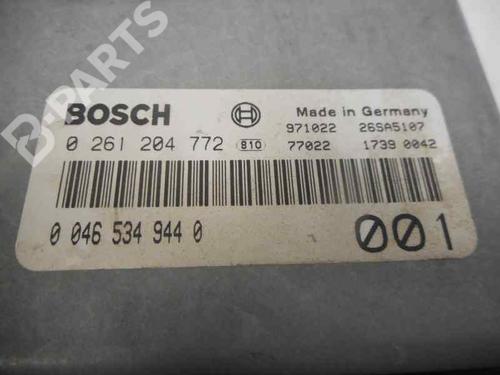 B-PARTS
BOSCH Made in Germany
971022 26SA5107
0 261 204 772 810 77022 1739 0042
0 046 534 944 0 001